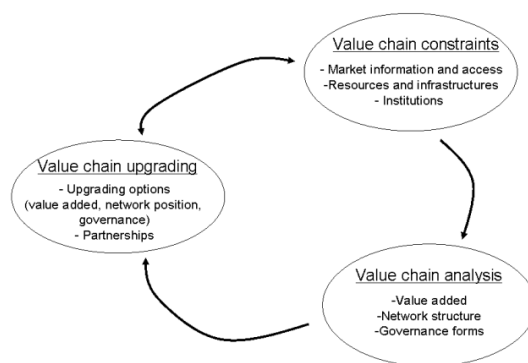 Value chain constraints
- Market information and access
-Resources and infrastructures
- Institutions
Value chain upgrading
- Upgrading options
(value added, network position,
governance)
- Partnerships
Value chain analysis
-Value added
-Network structure
-Governance forms